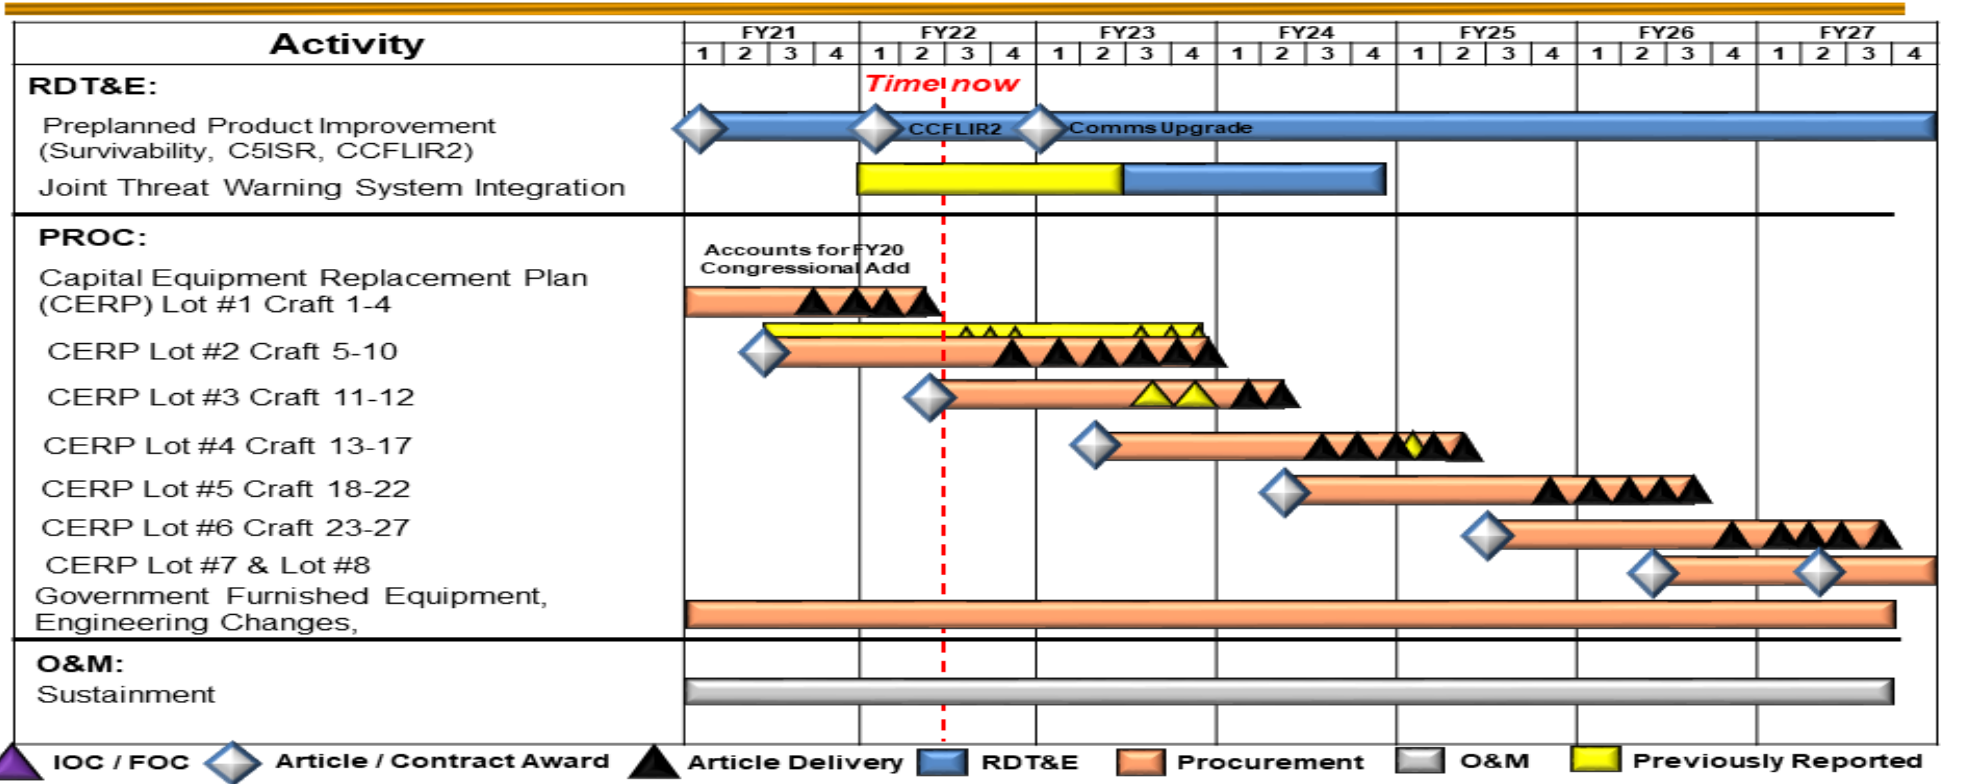 Activity
FY21 FY22 FY23 FY24 FY25 FY26 FY27
1 2 3 4 1 2 3 4 1 2 3 4 1 2 3 4 1 2 3 4 1 2 3 4 1 2 3 4
RDT&E:
Time now
Preplanned Product Improvement
(Survivability, C5ISR, CCFLIR2)
CCFLIR2
Comms Upgrade
Joint Threat Warning System Integration
PROC:
Accounts for FY20
Congressional Add
Capital Equipment Replacement Plan
(CERP) Lot #1 Craft 1-4
CERP Lot #2 Craft 5-10
CERP Lot #3 Craft 11-12
CERP Lot #4 Craft 13-17
CERP Lot #5 Craft 18-22
CERP Lot #6 Craft 23-27
CERP Lot #7 & Lot #8
Government Furnished Equipment,
Engineering Changes,
O&M:
Sustainment
IOC / FOC Article / Contract Award Article Delivery RDT&E Procurement O&M Previously Reported